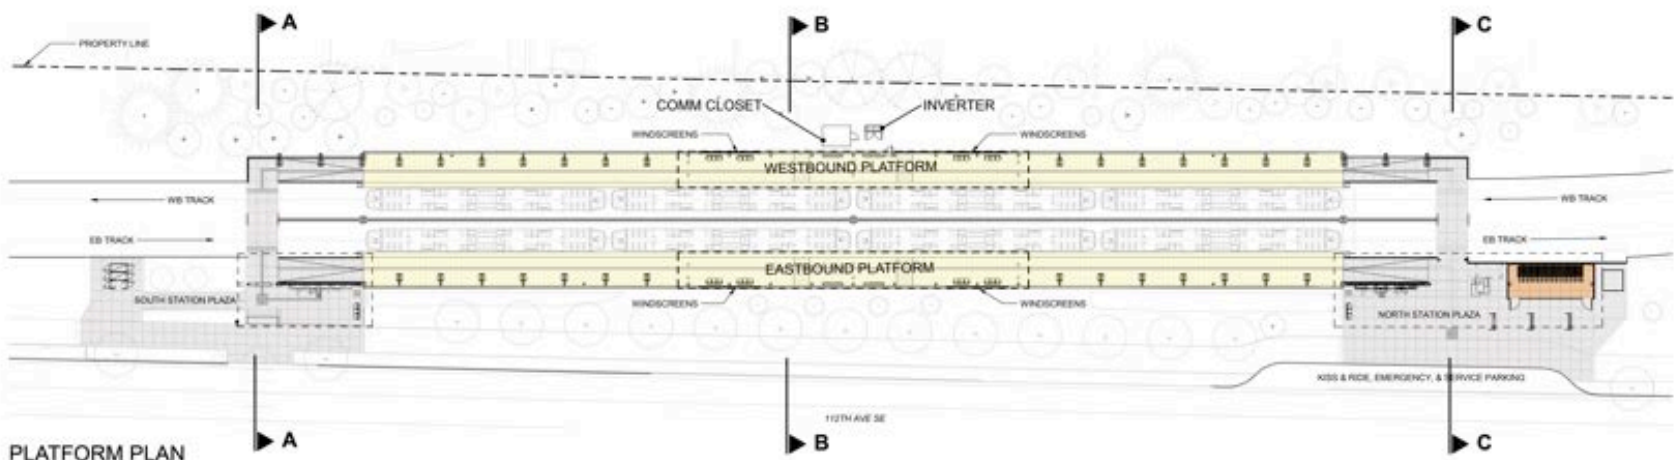 A
B
C
PROPERTY LINE
COMM CLOSET
INVERTER
WINDSCREENS
WINDSCREENS
WESTBOUND PLATFORM
WB TRACK
WB TRACK
EB TRACK
EB TRACK
EASTBOUND PLATFORM
SOUTH STATION PLAZA
WINDSCREENS
WINDSCREENS
NORTH STATION PLAZA
KISS & RIDE, EMERGENCY, & SERVICE PARKING
112TH AVE SE
A
B
C
PLATFORM PLAN